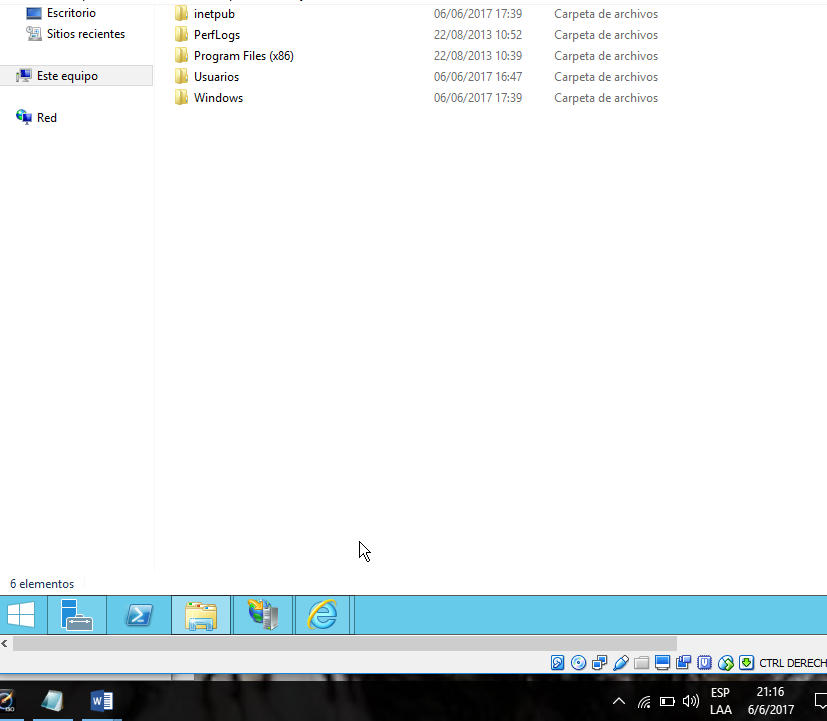 Escritorio
Sitios recientes
Este equipo
Red
inetpub 06/06/2017 17:39 Carpeta de archivos
PerfLogs 22/08/2013 10:52 Carpeta de archivos
Program Files (x86) 22/08/2013 10:39 Carpeta de archivos
Usuarios 06/06/2017 16:47 Carpeta de archivos
Windows 06/06/2017 17:39 Carpeta de archivos
6 elementos
CTRL DERECH
ESP 21:16
LAA 6/6/2017